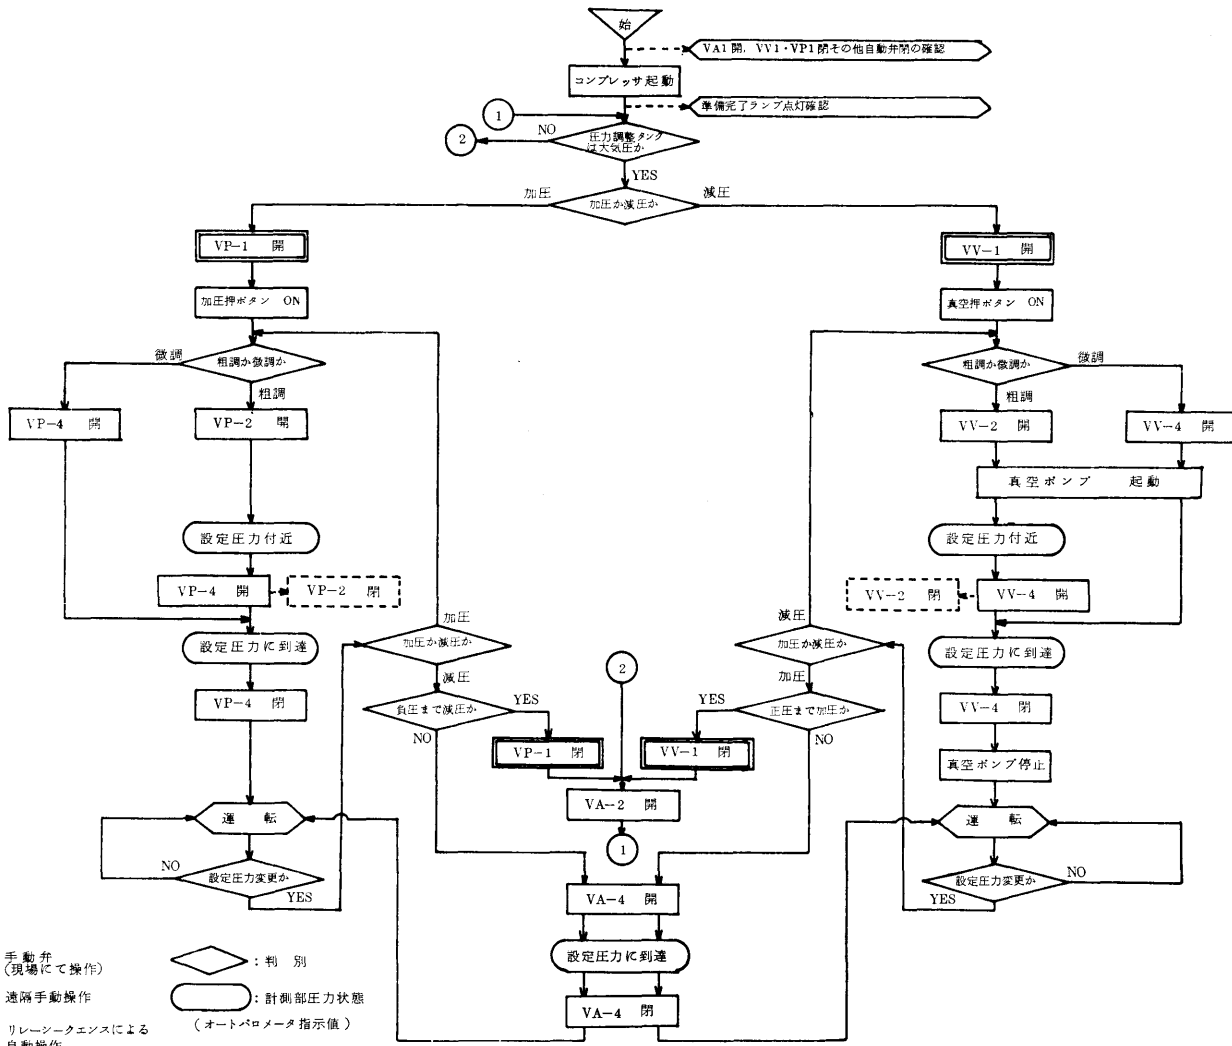 始
VA1開, VV1・VP1閉その他自動弁閉の確認
コンプレッサ起動
準備完了ランプ点灯確認
1
2
NO
圧力調整タンク
は大気圧か
YES
加圧
加圧か減圧か
減圧
VP-1 開
VV-1 開
加圧押ボタン ON
真空押ボタン ON
微調
粗調か微調か
粗調
粗調か微調か
微調
粗調
VP-4 開
VP-2 開
VV-2 開
VV-4 開
真空ポンプ 起動
設定圧力付近
設定圧力付近
VP-4 開
VP-2 閉
VV-2 閉
VV-4 開
加圧
減圧
設定圧力に到達
加圧か減圧か
加圧か減圧か
設定圧力に到達
減圧
2
加圧
VP-4 閉
負圧まで減圧か
YES
YES
正圧まで加圧か
VV-4 閉
NO
NO
VP-1 閉
VV-1 閉
真空ポンプ停止
VA-2 開
運 転
運 転
1
NO
設定圧力変更か
YES
設定圧力変更か
NO
YES
VA-4 開
手動弁
(現場にて操作)
: 判 別
設定圧力に到達
遠隔手動操作
: 計測部圧力状態
(オートバロメータ指示値)
VA-4 閉
リレーシークエンスによる
自動操作